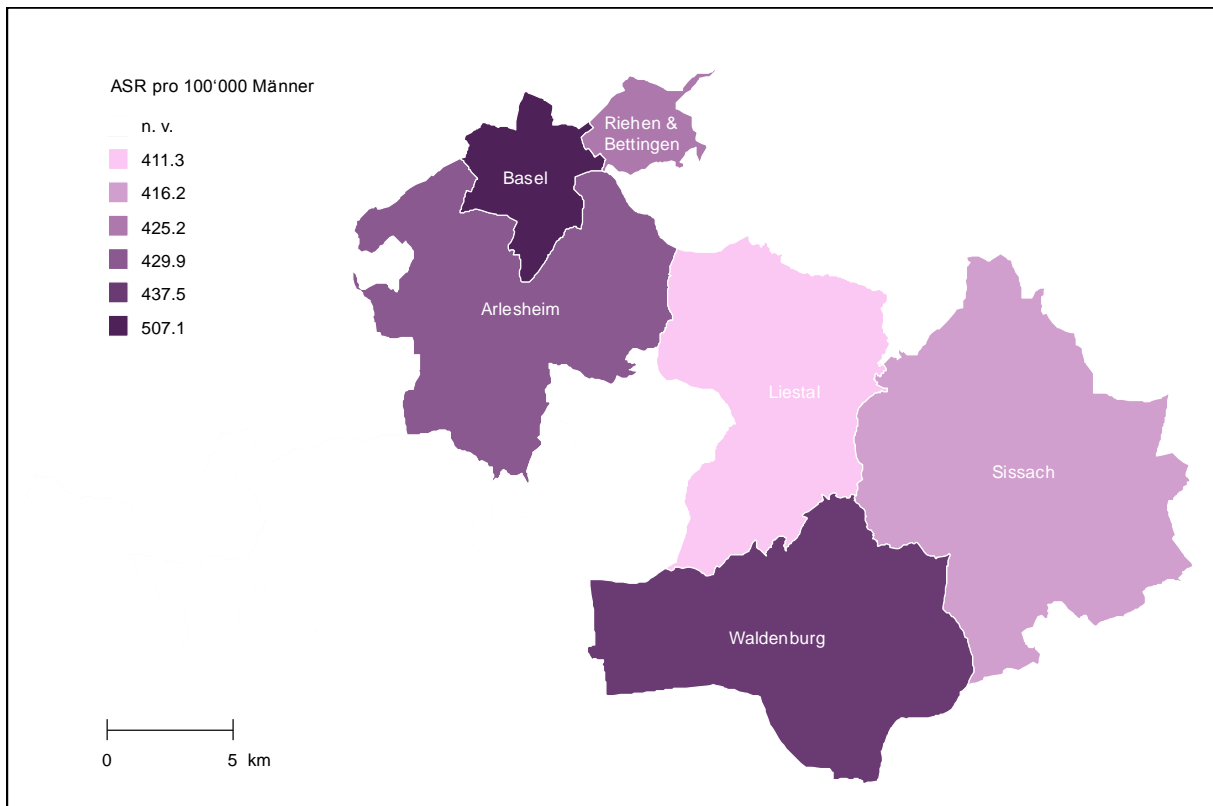 ASR pro 100‘000 Männer
n. v.
411.3
416.2
425.2
429.9
437.5
507.1
Riehen &
Bettingen
Basel
Arlesheim
Liestal
Sissach
Waldenburg
0 5 km